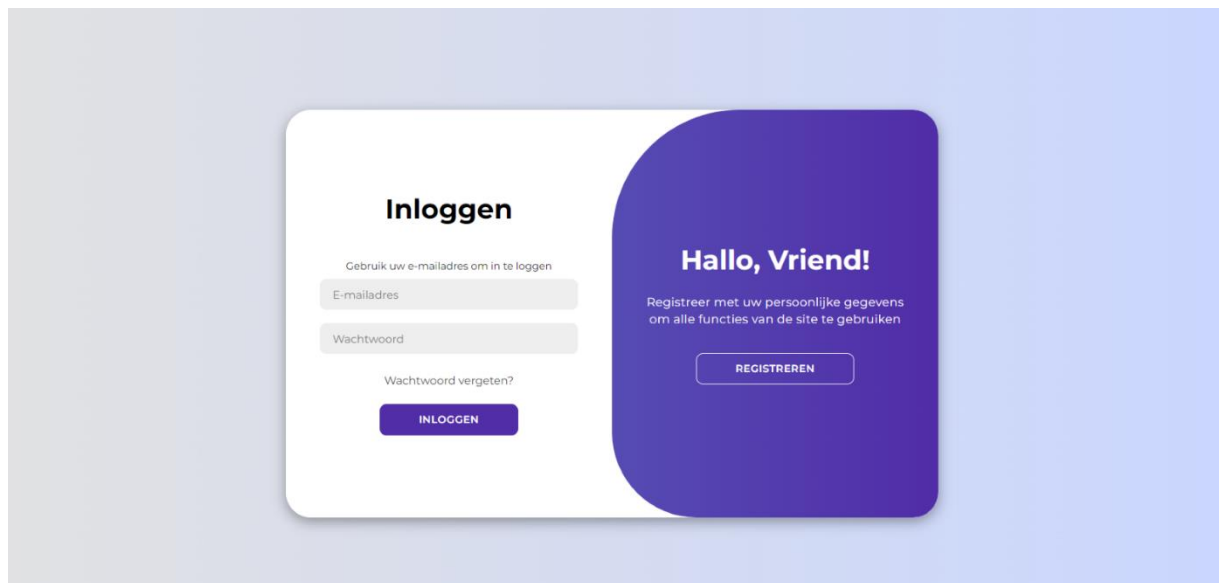 Inloggen
Gebruik uw e-mailadres om in te loggen
E-mailadres
Wachtwoord
Wachtwoord vergeten?
INLOGGEN
Hallo, Vriend!
Registreer met uw persoonlijke gegevens
om alle functies van de site te gebruiken
REGISTREREN